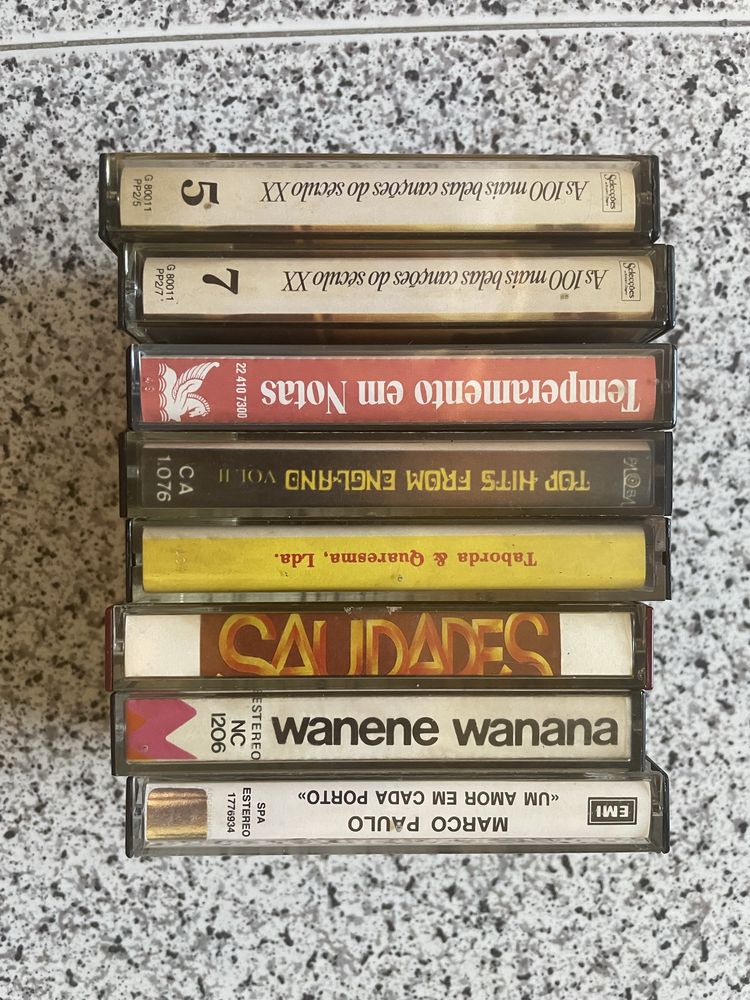 Selecções
As 100 mais belas canções do século XX
5
G 80011
PP2/5
Selecções
As 100 mais belas canções do século XX
7
G 80011
PP2/7
Temperamento em Notas
22 410 7300
TOP HITS FROM ENGLAND VOL II
CA
1.076
Taborda & Quaresma, Lda.
SAUDADES
ESTEREO
NC
1206
wanene wanana
EMI
MARCO PAULO
«UM AMOR EM CADA PORTO»
SPA
ESTEREO
1776934